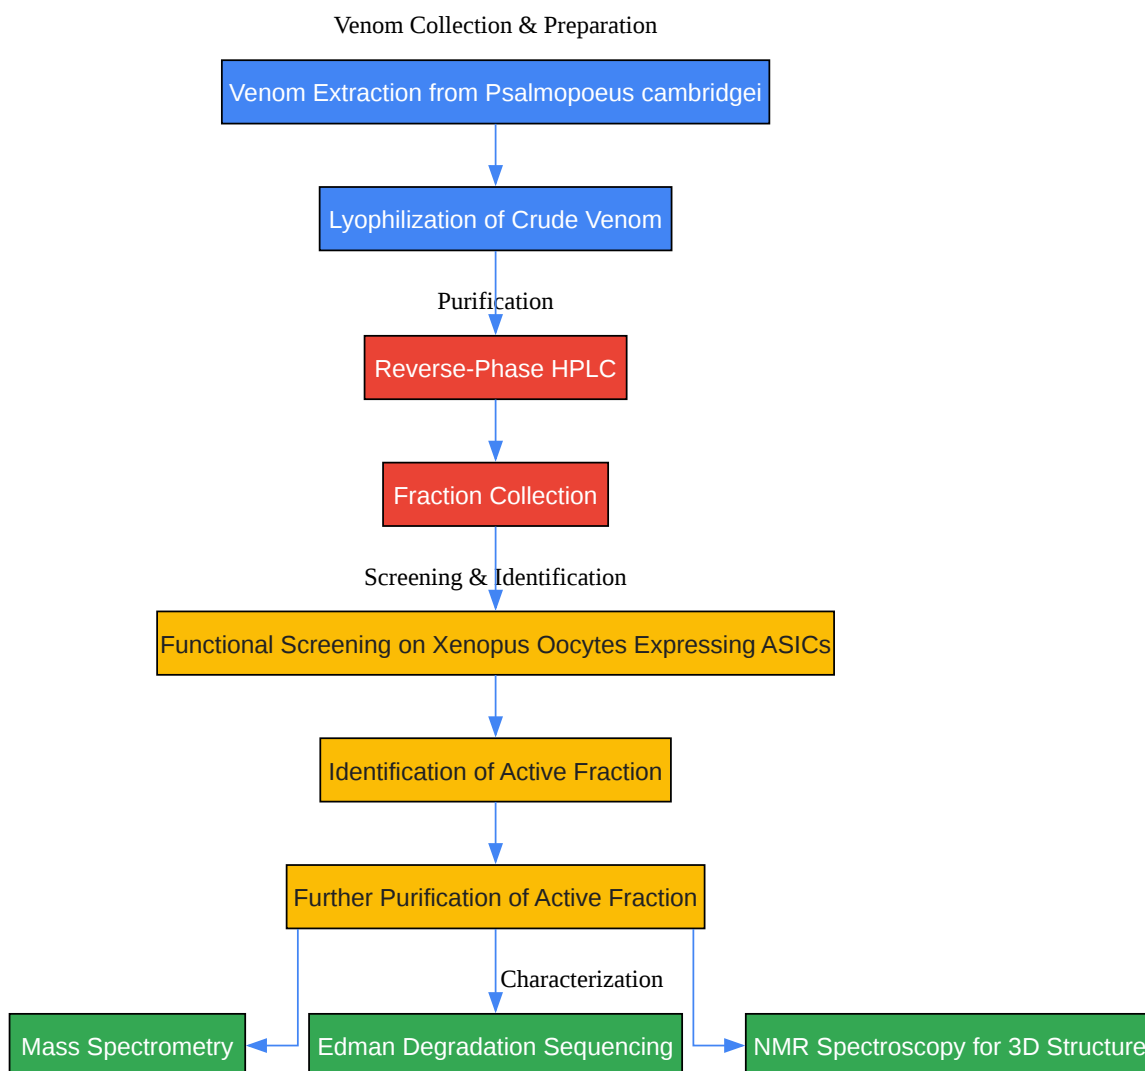 Venom Collection & Preparation
Venom Extraction from Psalmopoeus cambridgei
Lyophilization of Crude Venom
Purification
Reverse-Phase HPLC
Fraction Collection
Screening & Identification
Functional Screening on Xenopus Oocytes Expressing ASICs
Identification of Active Fraction
Further Purification of Active Fraction
Characterization
Mass Spectrometry
Edman Degradation Sequencing
NMR Spectroscopy for 3D Structure